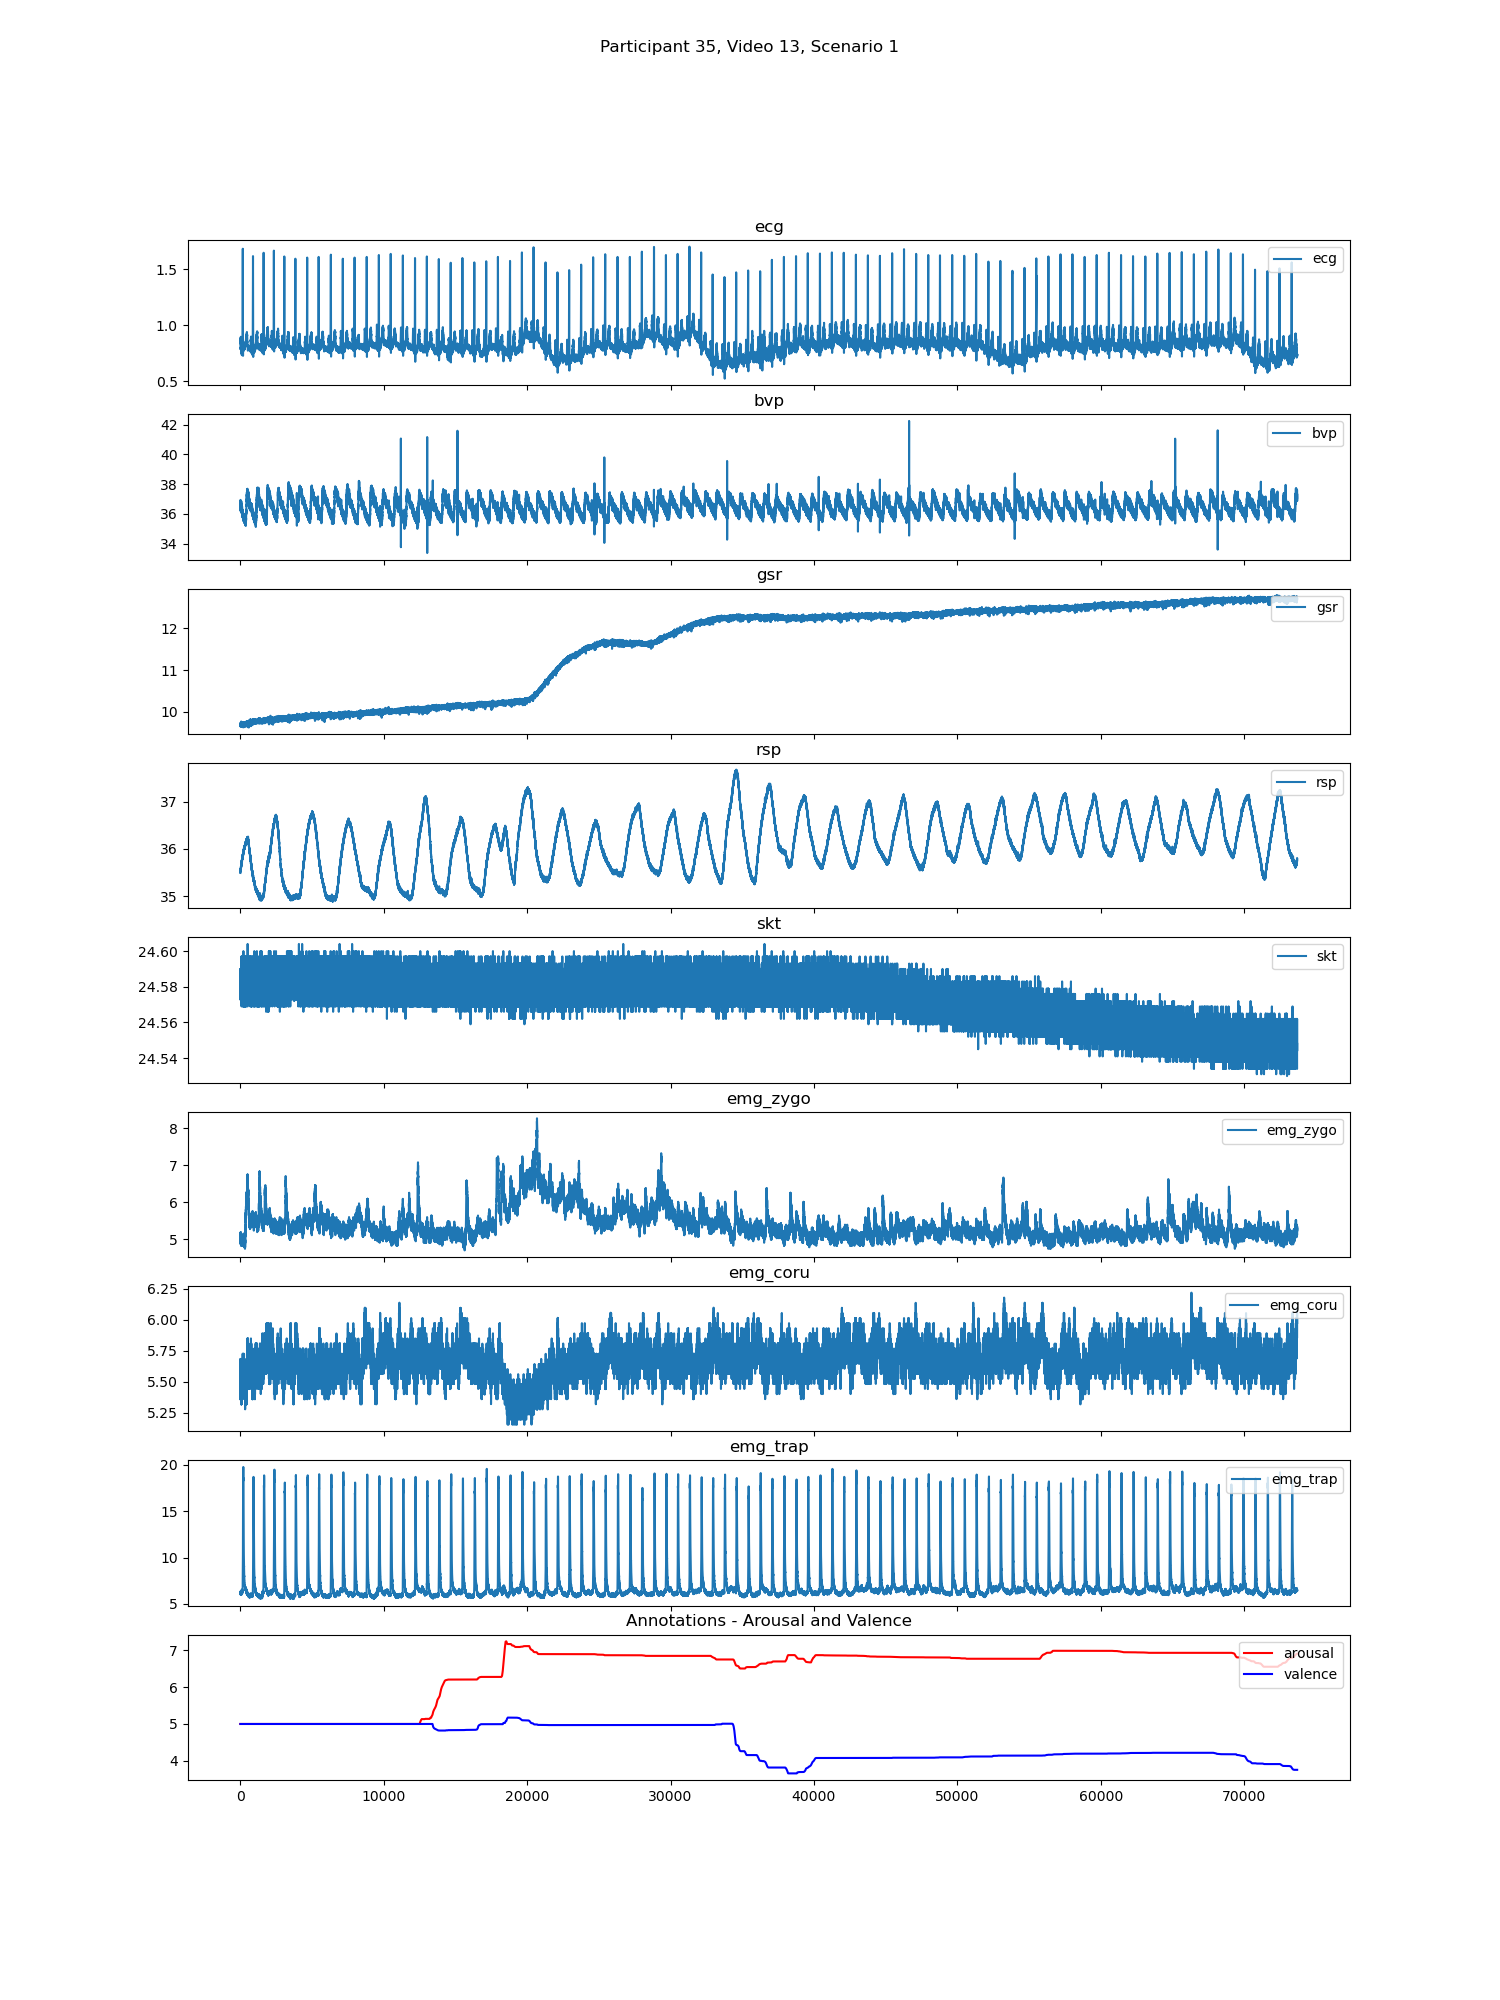 Participant 35, Video 13, Scenario 1
ecg
1.5
1.0
0.5
ecg
bvp
42
40
38
36
34
bvp
gsr
12
11
10
gsr
rsp
37
36
35
rsp
skt
24.60
24.58
24.56
24.54
skt
emg_zygo
8
7
6
5
emg_zygo
emg_coru
6.25
6.00
5.75
5.50
5.25
emg_coru
emg_trap
20
15
10
5
emg_trap
Annotations - Arousal and Valence
7
6
5
4
arousal
valence
0 10000 20000 30000 40000 50000 60000 70000